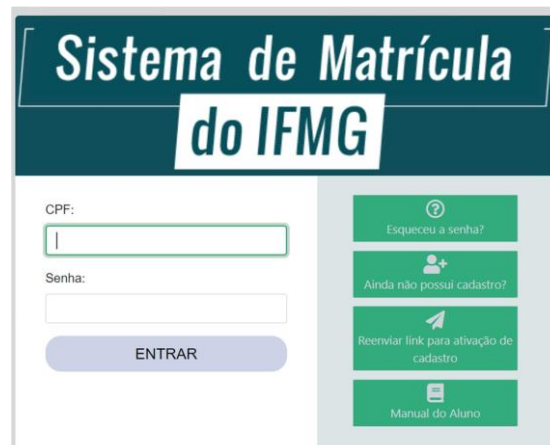 Sistema de Matrícula
do IFMG
CPF:
Senha:
ENTRAR
Esqueceu a senha?
Ainda não possui cadastro?
Reenviar link para ativação de
cadastro
Manual do Aluno